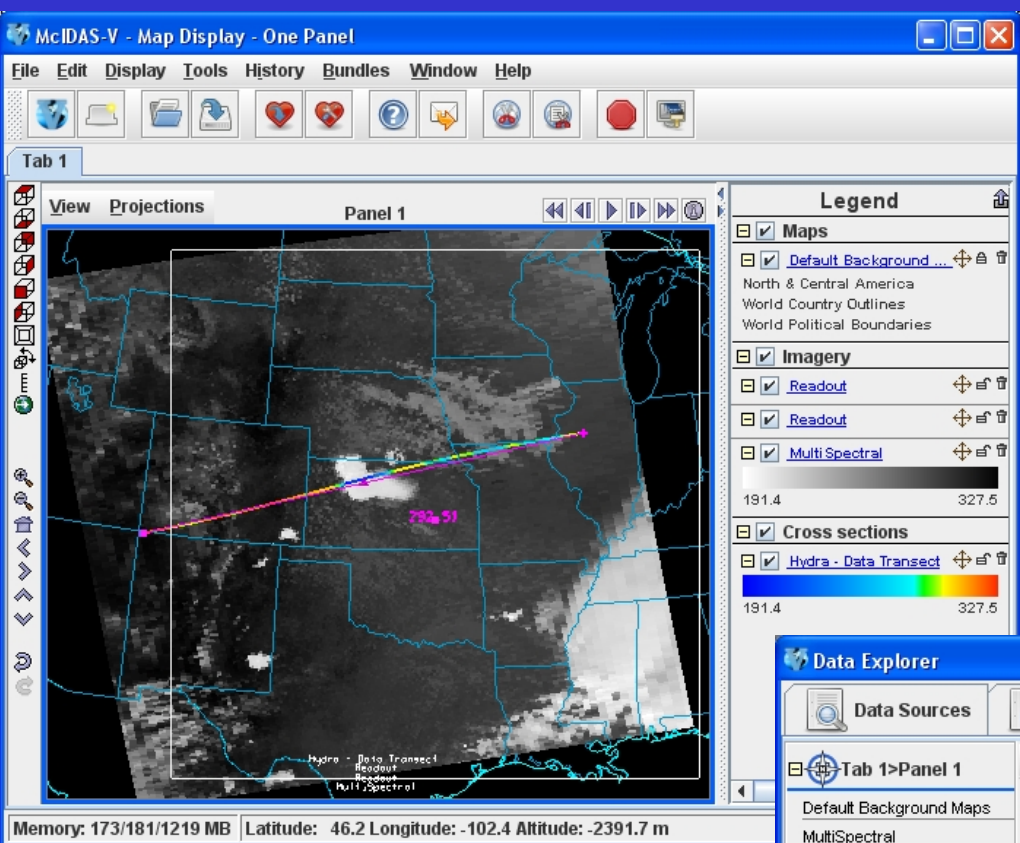 McIDAS-V - Map Display - One Panel
File Edit Display Tools History Bundles Window Help
Tab 1
View Projections
Panel 1
Legend
Maps
Default Background ...
North & Central America
World Country Outlines
World Political Boundaries
Imagery
Readout
Readout
MultiSpectral
191.4 327.5
Cross sections
Hydra - Data Transect
191.4 327.5
Hydra - Data Transect
Readout
Readout
MultiSpectral
Data Explorer
Data Sources
Tab 1>Panel 1
Default Background Maps
MultiSpectral
Memory: 173/181/1219 MB Latitude: 46.2 Longitude: -102.4 Altitude: -2391.7 m